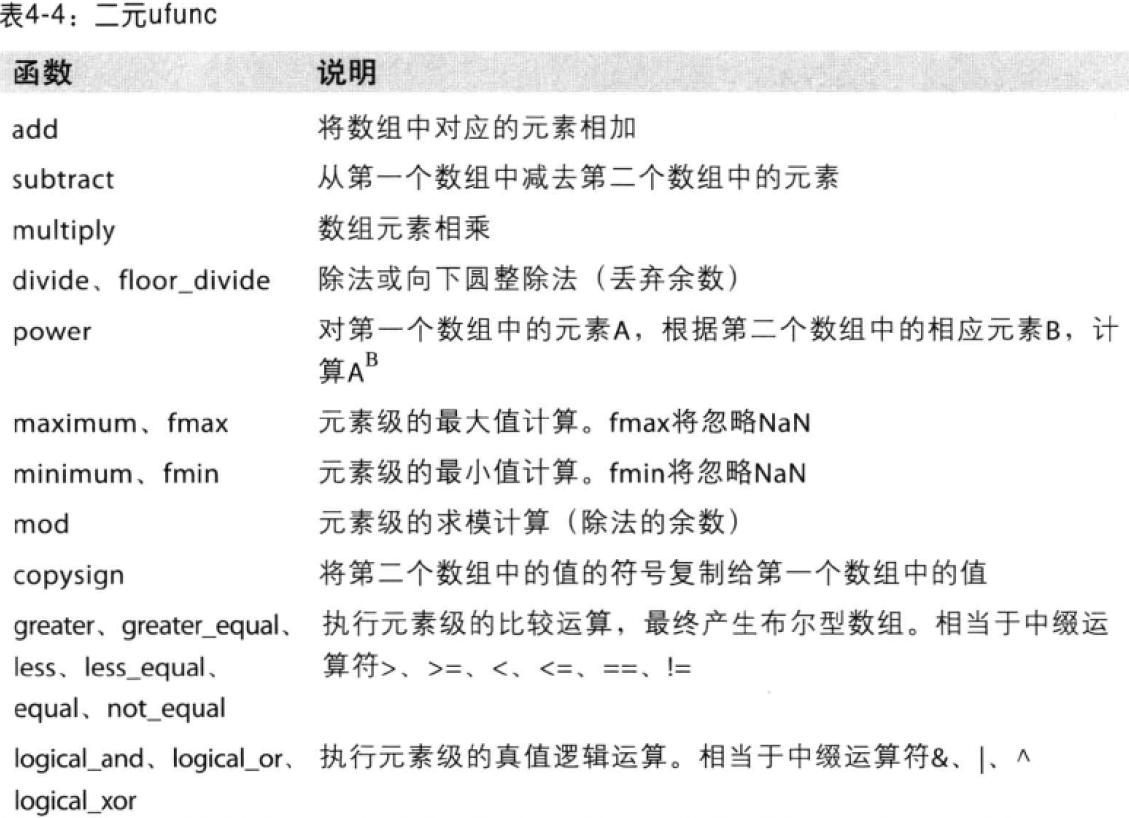 表4-4：二元ufunc
函数 说明
add 将数组中对应的元素相加
subtract 从第一个数组中减去第二个数组中的元素
multiply 数组元素相乘
divide、floor_divide 除法或向下圆整除法（丢弃余数）
power 对第一个数组中的元素A，根据第二个数组中的相应元素B，计
算A^B
maximum、fmax 元素级的最大值计算。fmax将忽略NaN
minimum、fmin 元素级的最小值计算。fmin将忽略NaN
mod 元素级的求模计算（除法的余数）
copysign 将第二个数组中的值的符号复制给第一个数组中的值
greater、greater_equal、 执行元素级的比较运算，最终产生布尔型数组。相当于中缀运
less、less_equal、 算符>、>=、<、<=、==、!=
equal、not_equal
logical_and、logical_or、 执行元素级的真值逻辑运算。相当于中缀运算符&、|、^
logical_xor